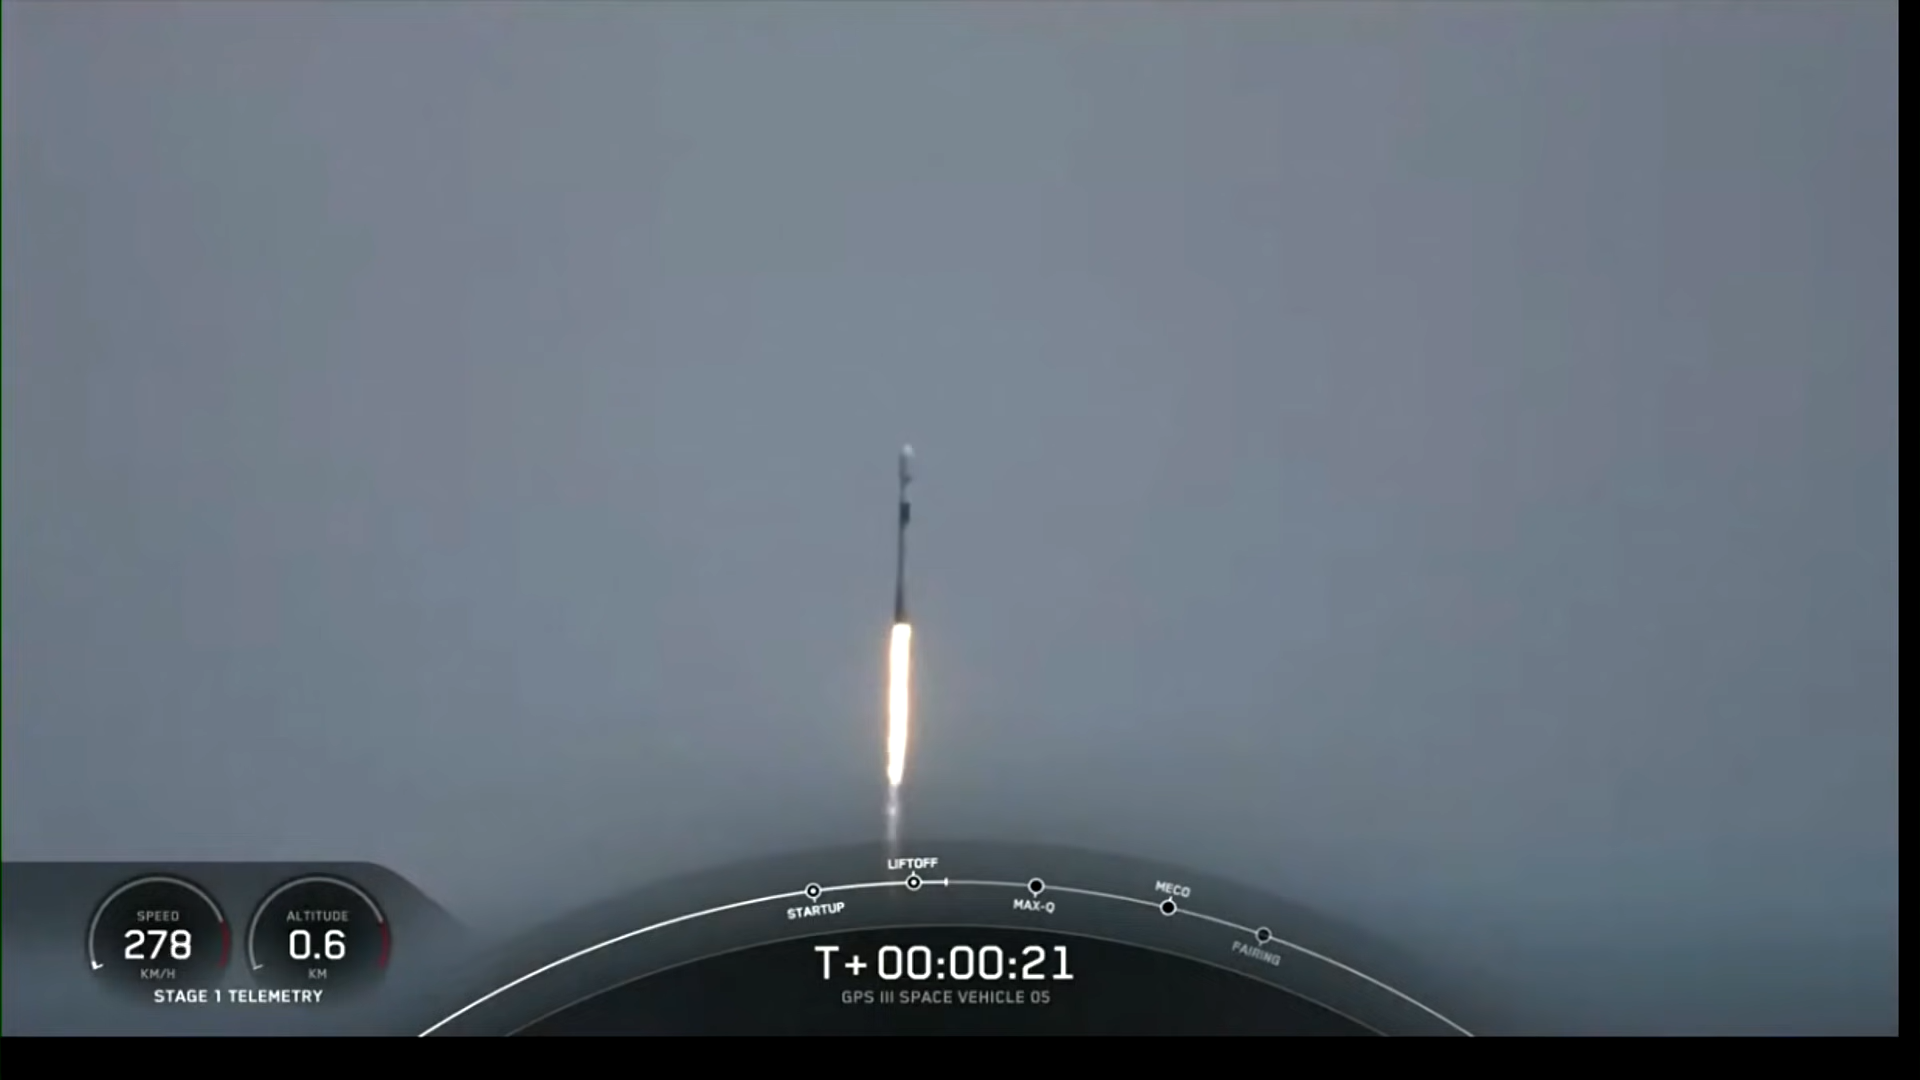 LIFTOFF
STARTUP
MAX-Q
MECO
FAIRING
SPEED
278
KM/H
ALTITUDE
0.6
KM
STAGE 1 TELEMETRY
T+00:00:21
GPS III SPACE VEHICLE 05